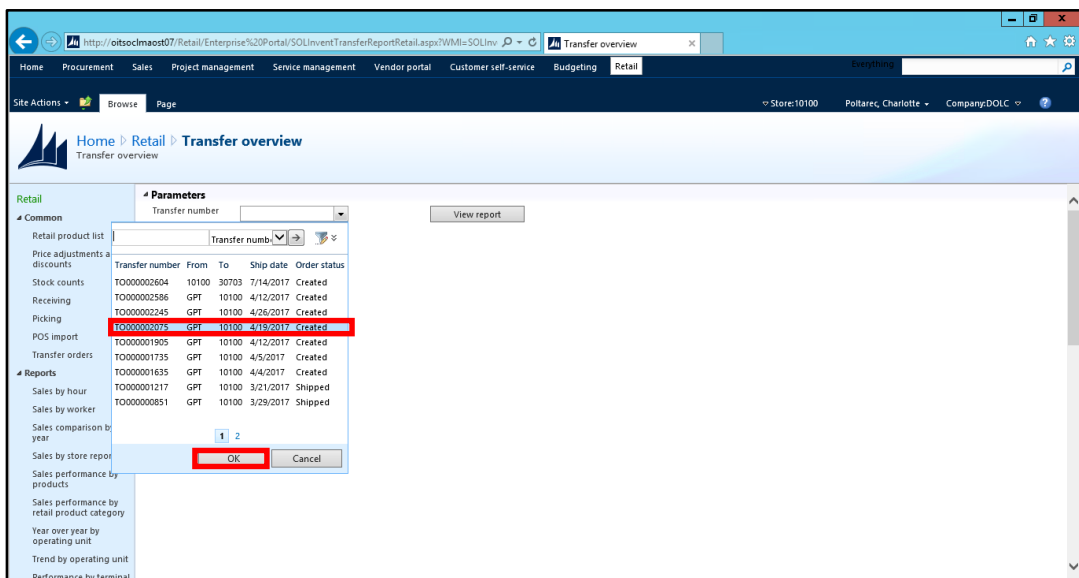 http://oitsoclmaost07/Retail/Enterprise%20Portal/SOLInventTransferReportRetail.aspx?WMI=SOLInv
Transfer overview
Home Procurement Sales Project management Service management Vendor portal Customer self-service Budgeting Retail Everything
Site Actions Browse Page Store:10100 Poltarec, Charlotte Company:DOLC
Home Retail Transfer overview
Transfer overview
Retail
Common
Retail product list
Price adjustments a
discounts
Stock counts
Receiving
Picking
POS import
Transfer orders
Reports
Sales by hour
Sales by worker
Sales comparison by
year
Sales by store repor
Sales performance by
products
Sales performance by
retail product category
Year over year by
operating unit
Trend by operating unit
Performance by terminal
Parameters
Transfer number View report
Transfer numb
Transfer number From To Ship date Order status
TO000002604 10100 30703 7/14/2017 Created
TO000002586 GPT 10100 4/12/2017 Created
TO000002245 GPT 10100 4/26/2017 Created
TO000002075 GPT 10100 4/19/2017 Created
TO000001905 GPT 10100 4/12/2017 Created
TO000001735 GPT 10100 4/5/2017 Created
TO000001635 GPT 10100 4/4/2017 Created
TO000001217 GPT 10100 3/21/2017 Shipped
TO000000851 GPT 10100 3/29/2017 Shipped
1 2
OK Cancel